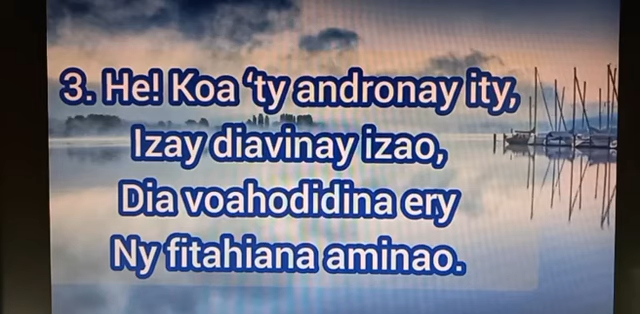 3. He! Koa ‘ty andronay ity,
Izay diavinay izao,
Dia voahodidina ery
Ny fitahiana aminao.